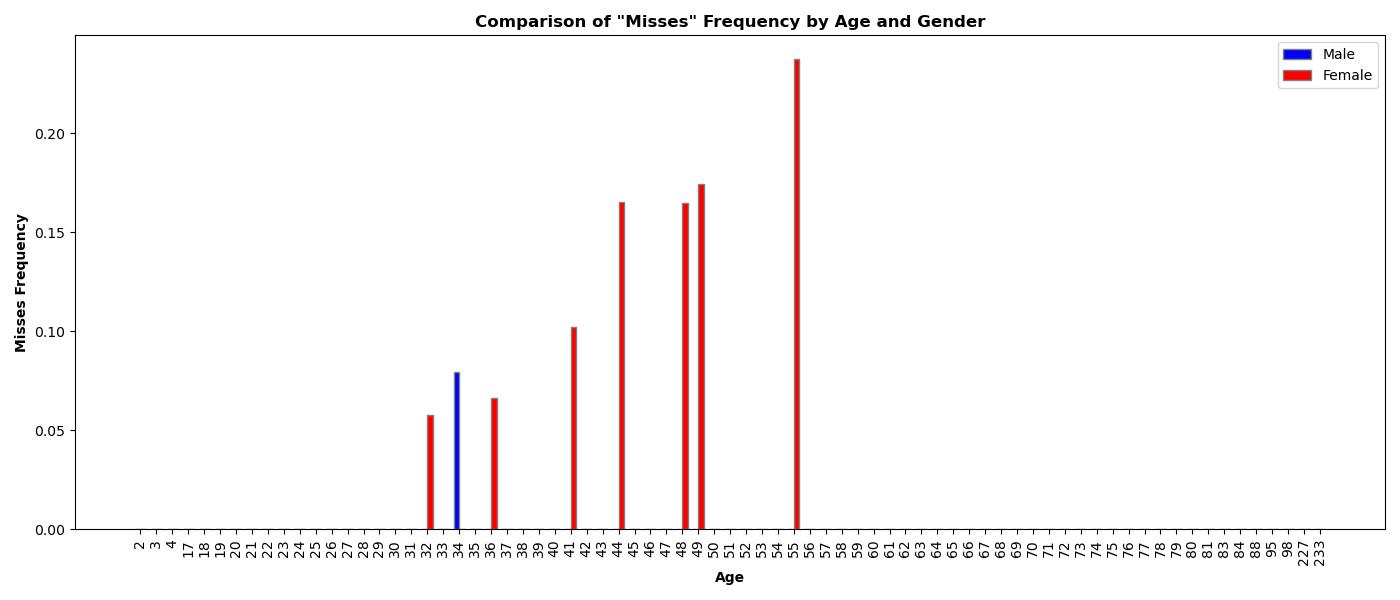 Comparison of "Misses" Frequency by Age and Gender
Male
Female
Misses Frequency
0.20
0.15
0.10
0.05
0.00
2 3 4 17 18 19 20 21 22 23 24 25 26 27 28 29 30 31 32 33 34 35 36 37 38 39 40 41 42 43 44 45 46 47 48 49 50 51 52 53 54 55 56 57 58 59 60 61 62 63 64 65 66 67 68 69 70 71 72 73 74 75 76 77 78 79 80 81 83 84 88 95 98 227 233
Age